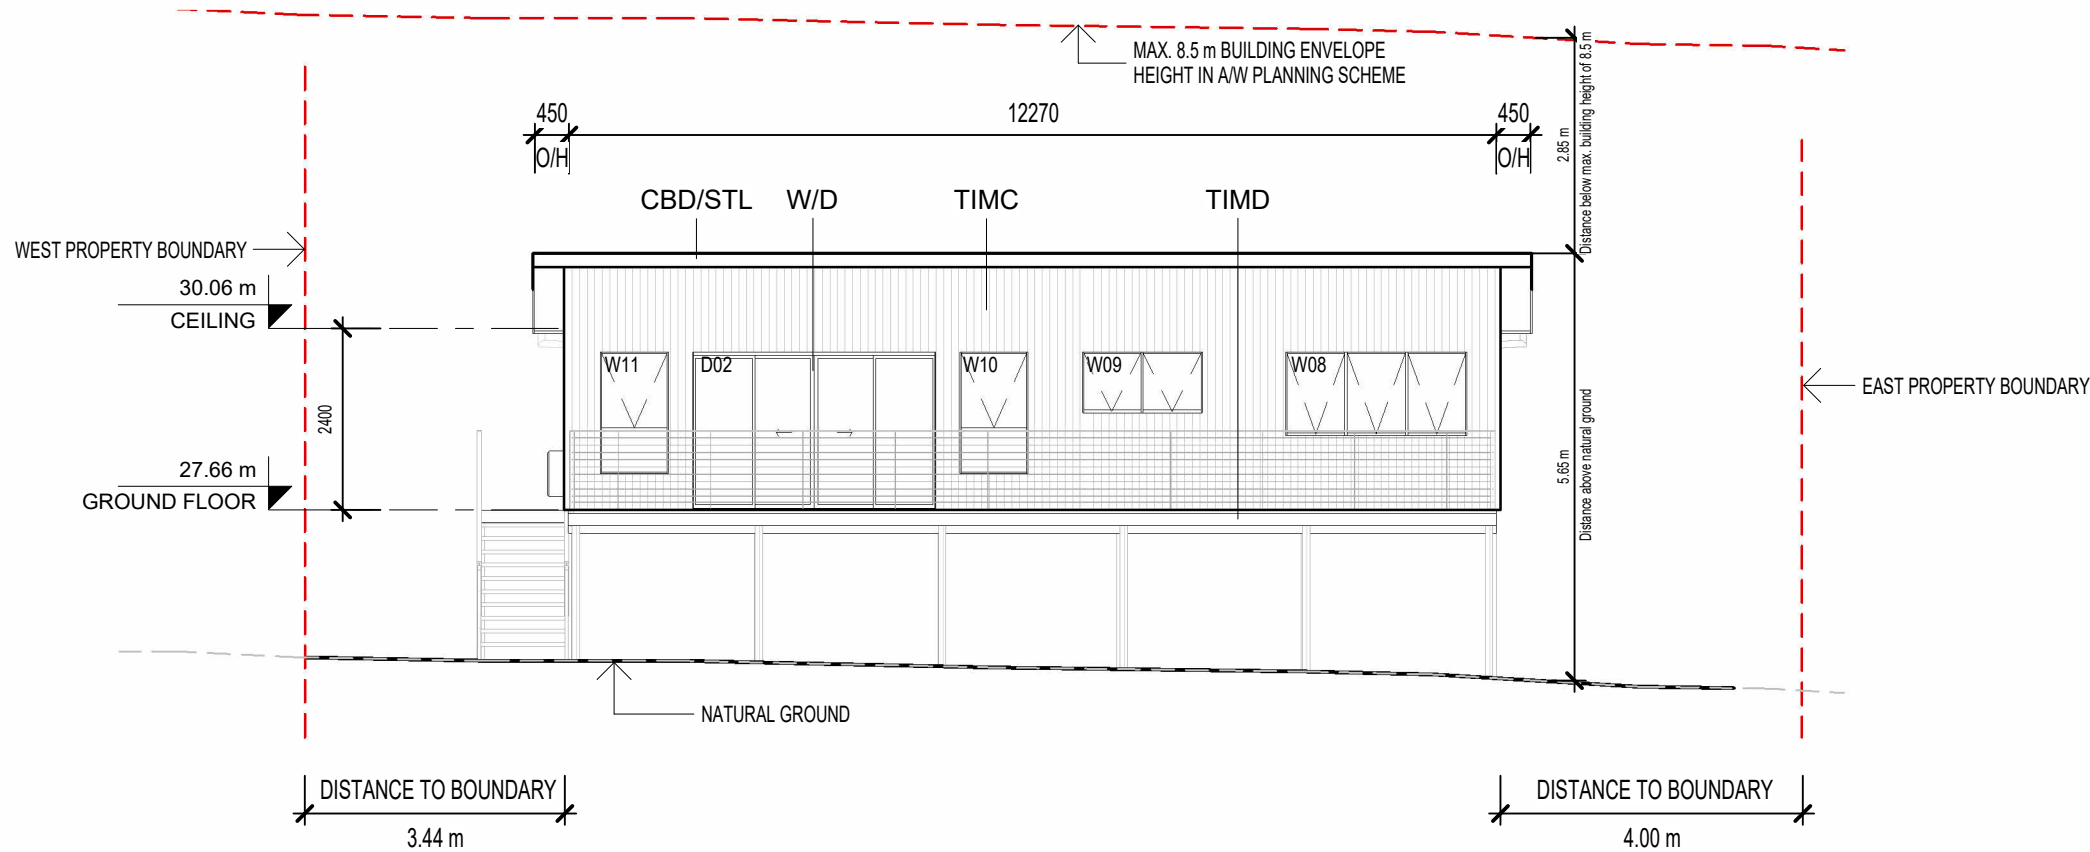 MAX. 8.5 m BUILDING ENVELOPE
HEIGHT IN A/W PLANNING SCHEME
450
12270
450
O/H
O/H
2.85 m
Distance below max. building height of 8.5 m
CBD/STL
W/D
TIMC
TIMD
WEST PROPERTY BOUNDARY
30.06 m
CEILING
W11
D02
W10
W09
W08
EAST PROPERTY BOUNDARY
2400
27.66 m
GROUND FLOOR
5.65 m
Distance above natural ground
NATURAL GROUND
DISTANCE TO BOUNDARY
3.44 m
DISTANCE TO BOUNDARY
4.00 m